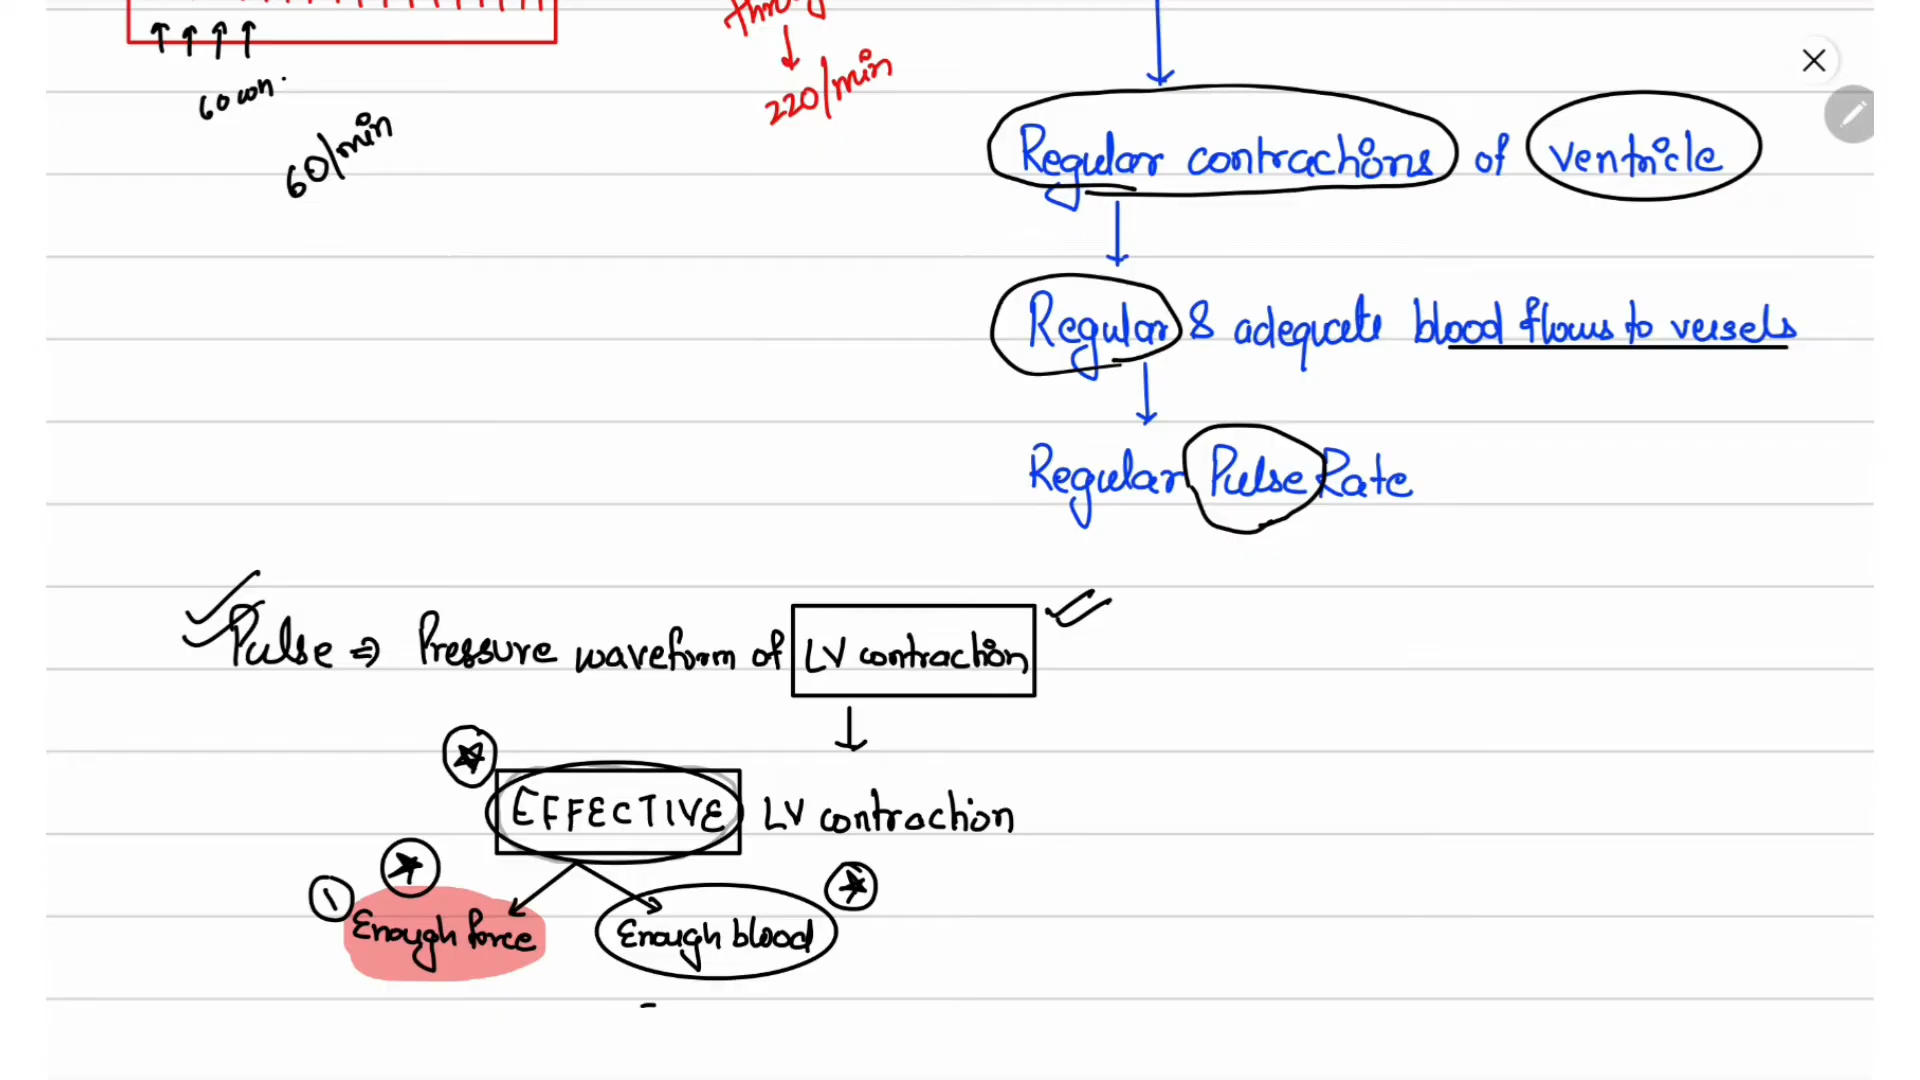 60 con.
60/min
220/min
Regular contractions of ventricle
Regular & adequate blood flows to vessels
Regular Pulse Rate
Pulse ⇒ Pressure waveform of LV contraction
EFFECTIVE LV contraction
1 Enough force Enough blood